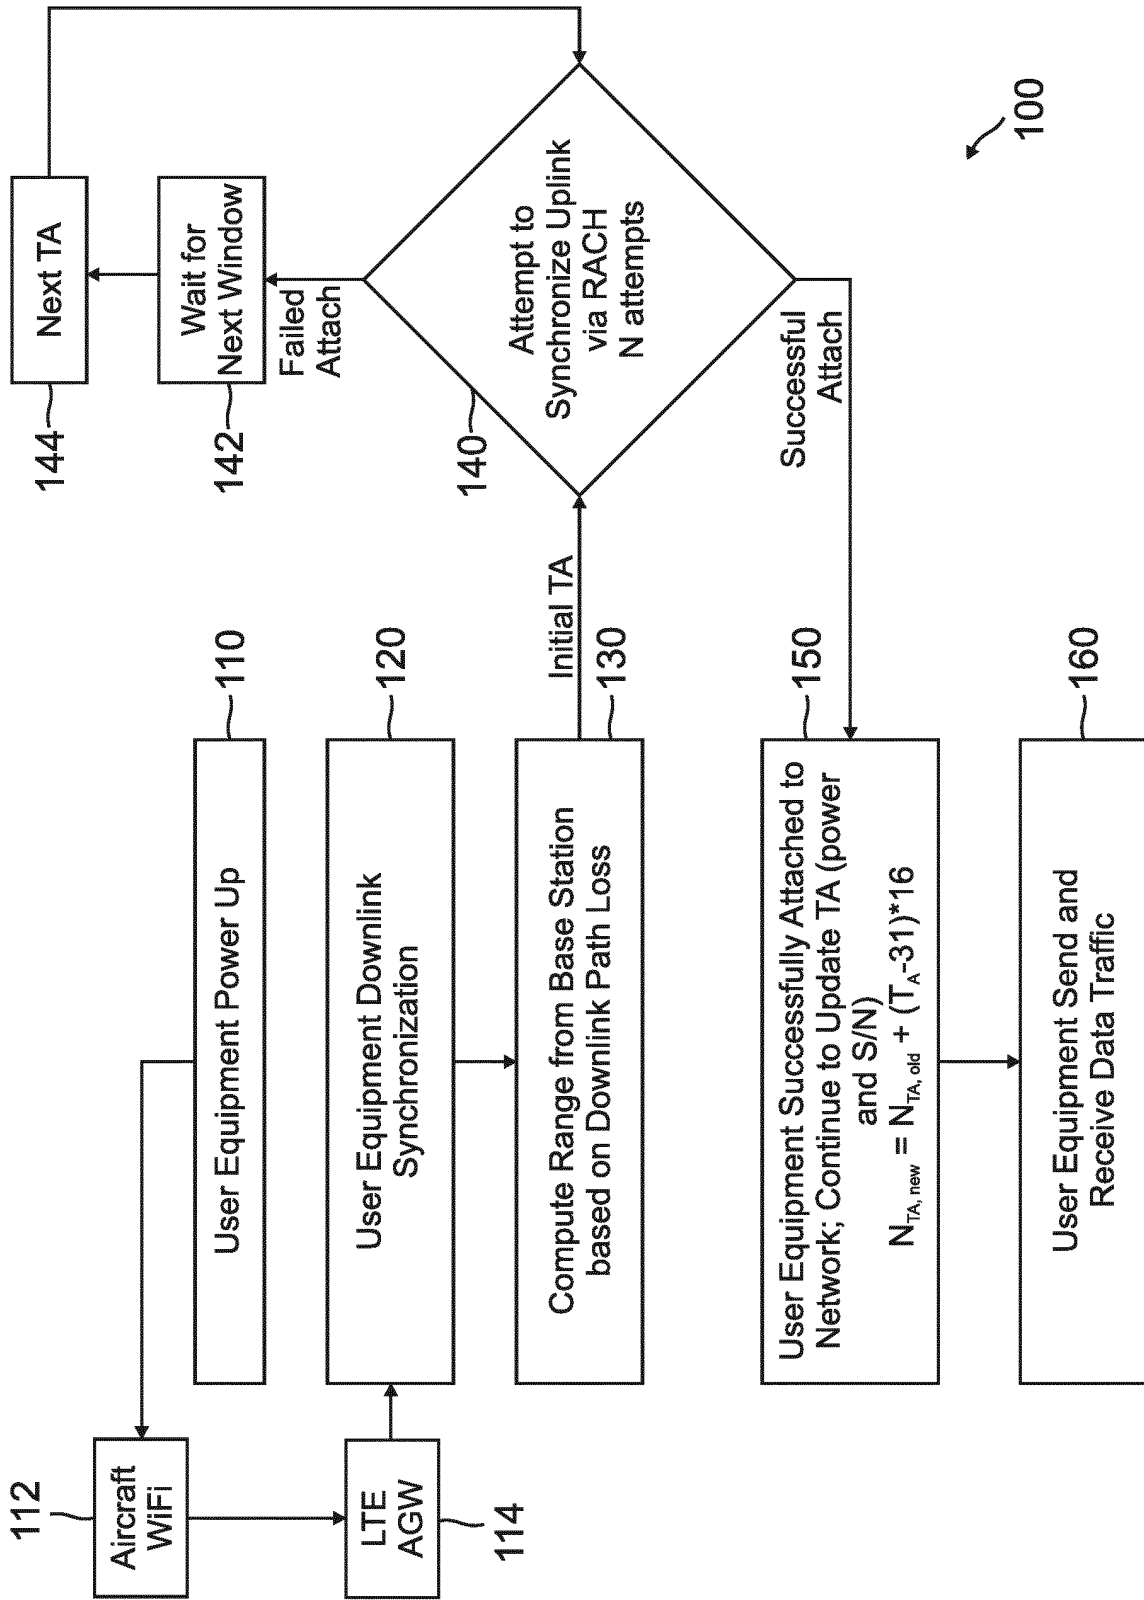 100
110
User Equipment Power Up
112
Aircraft
WiFi
LTE
AGW
114
120
User Equipment Downlink
Synchronization
130
Compute Range from Base Station
based on Downlink Path Loss
Initial TA
140
Attempt to
Synchronize Uplink
via RACH
N attempts
Failed
Attach
142
Wait for
Next Window
144
Next TA
Successful
Attach
150
User Equipment Successfully Attached to
Network; Continue to Update TA (power
and S/N)
N_TA, new = N_TA, old + (T_A-31)*16
160
User Equipment Send and
Receive Data Traffic